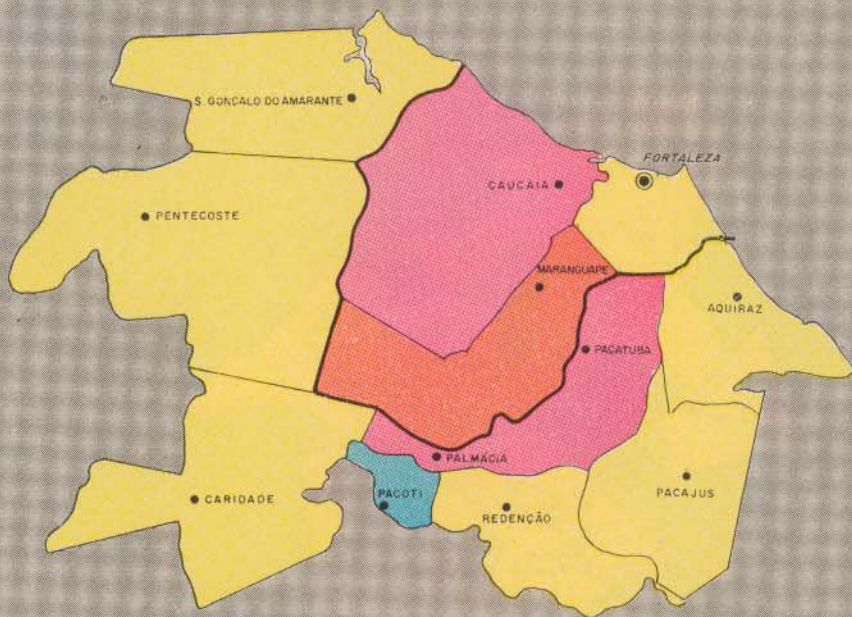 S. GONÇALO DO AMARANTE
FORTALEZA
CAUCAIA
PENTECOSTE
MARANGUAPE
AQUIRAZ
PACATUBA
PALMÁCIA
PACAJUS
CARIDADE
PACOTI
REDENÇÃO